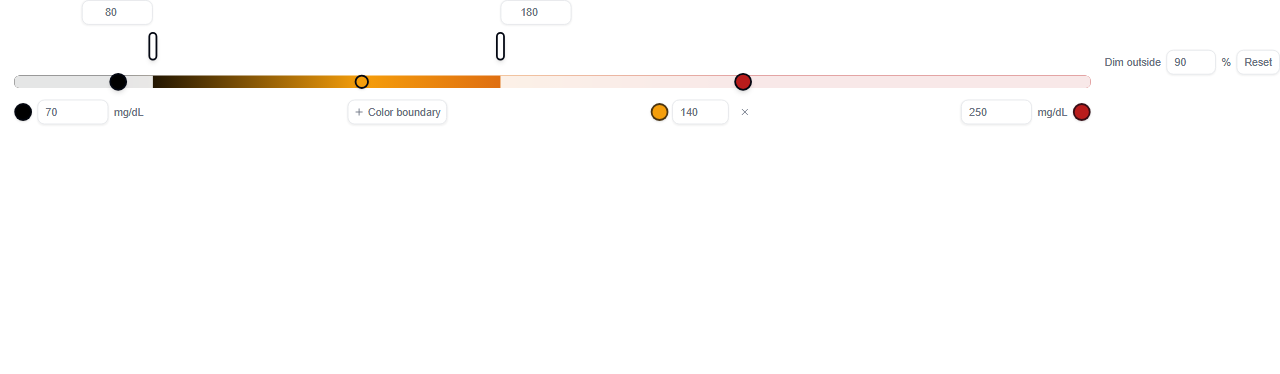 80
180
Dim outside 90 % Reset
70 mg/dL
+ Color boundary
140 ×
250 mg/dL